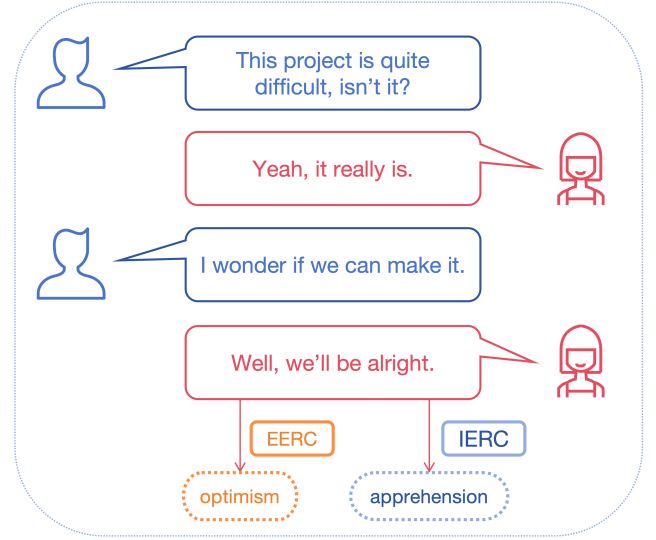 This project is quite
difficult, isn’t it?
Yeah, it really is.
I wonder if we can make it.
Well, we’ll be alright.
EERC
IERC
optimism
apprehension